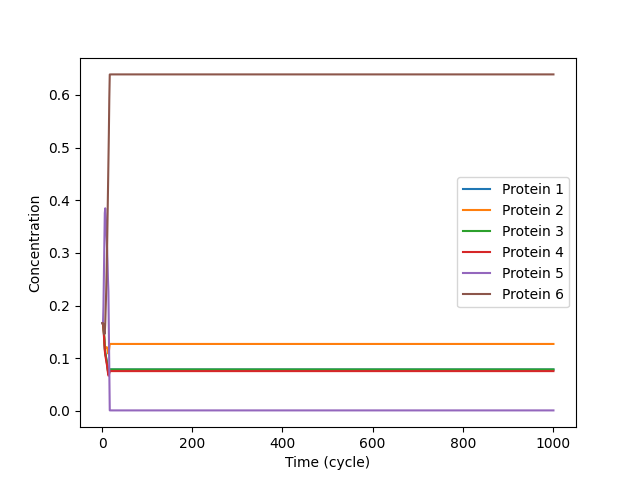 Concentration
0.6
0.5
0.4
0.3
0.2
0.1
0.0
Protein 1
Protein 2
Protein 3
Protein 4
Protein 5
Protein 6
0 200 400 600 800 1000
Time (cycle)